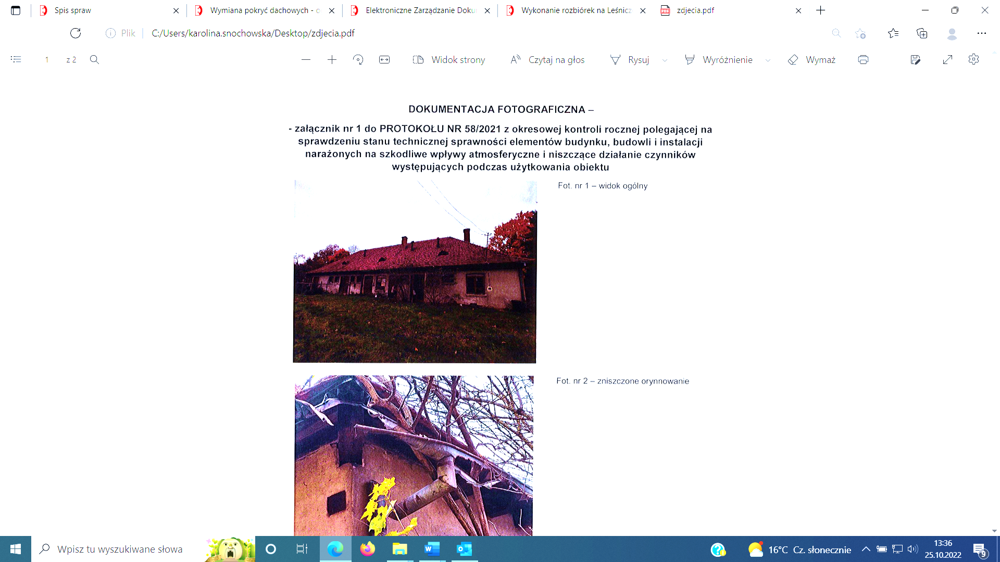 Spis spraw
Wymiana pokryć dachowych - o
Elektroniczne Zarządzanie Doku
Wykonanie rozbiórek na Leśnicz
zdjecia.pdf
Plik
C:/Users/karolina.snochowska/Desktop/zdjecia.pdf
1 z 2
Widok strony
Czytaj na głos
Rysuj
Wyróżnienie
Wymaż
DOKUMENTACJA FOTOGRAFICZNA –
- załącznik nr 1 do PROTOKOŁU NR 58/2021 z okresowej kontroli rocznej polegającej na
sprawdzeniu stanu technicznej sprawności elementów budynku, budowli i instalacji
narażonych na szkodliwe wpływy atmosferyczne i niszczące działanie czynników
występujących podczas użytkowania obiektu
Fot. nr 1 – widok ogólny
Fot. nr 2 – zniszczone orynnowanie
Wpisz tu wyszukiwane słowa
16°C Cz. słonecznie
13:36
25.10.2022
9